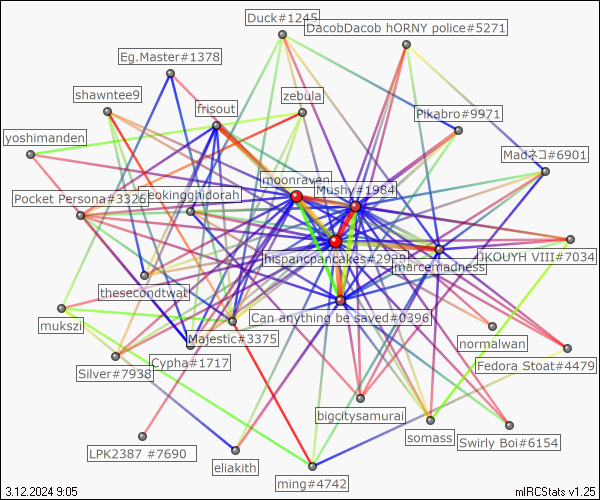 Duck#1245
DacobDacob hORNY police#5271
Eg.Master#1378
shawntee9
zebula
frisout
Pikabro#9971
yoshimanden
Madネコ#6901
moonraven
Mushy#1984
Pocket Persona#3326
eokingghidorah
hispancpancakes#2929
JKOUYH VIII#7034
marcemadness
thesecondtwat
mukszi
Can anything be saved#0396
Majestic#3375
normalwan
Cypha#1717
Fedora Stoat#4479
Silver#7938
bigcitysamurai
somass
Swirly Boi#6154
LPK2387 #7690
eliakith
ming#4742
3.12.2024 9:05
mIRCStats v1.25